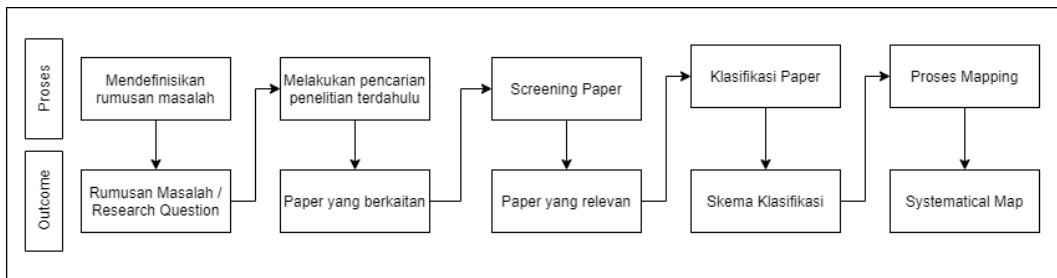 Proses
Mendefinisikan
rumusan masalah
Melakukan pencarian
penelitian terdahulu
Screening Paper
Klasifikasi Paper
Proses Mapping
Outcome
Rumusan Masalah /
Research Question
Paper yang berkaitan
Paper yang relevan
Skema Klasifikasi
Systematical Map